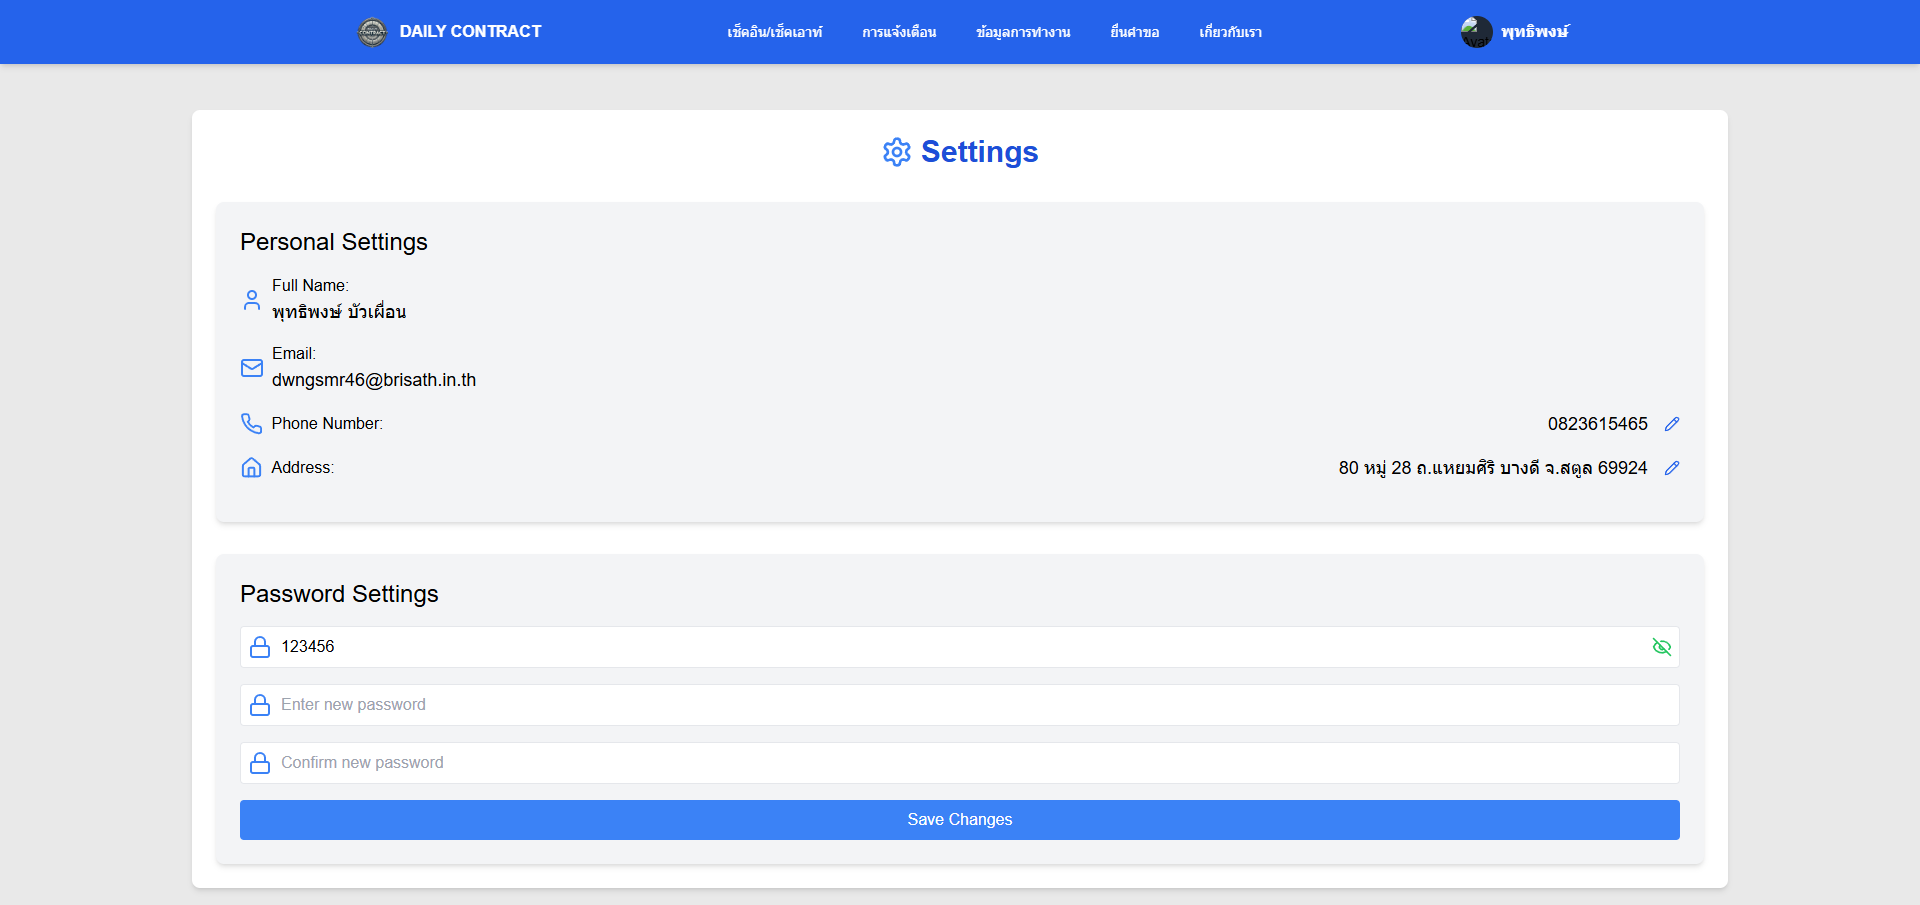 DAILY CONTRACT
เช็คอิน/เช็คเอาท์
การแจ้งเตือน
ข้อมูลการทำงาน
ยื่นคำขอ
เกี่ยวกับเรา
พุทธิพงษ์
Settings
Personal Settings
Full Name:
พุทธิพงษ์ บัวเผื่อน
Email:
dwngsmr46@brisath.in.th
Phone Number: 0823615465
Address: 80 หมู่ 28 ถ.แหยมศิริ บางดี จ.สตูล 69924
Password Settings
123456
Enter new password
Confirm new password
Save Changes